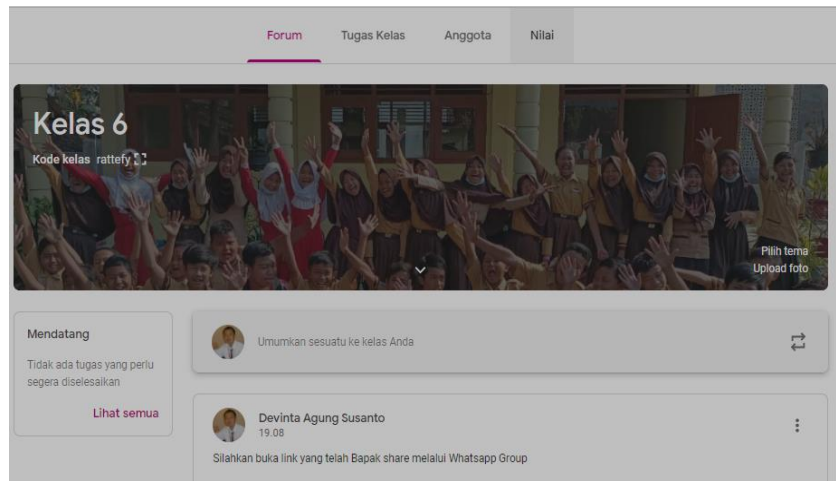 Forum Tugas Kelas Anggota Nilai
Kelas 6
Kode kelas rattefy
Pilih tema
Upload foto
Mendatang
Tidak ada tugas yang perlu
segera diselesaikan
Lihat semua
Umumkan sesuatu ke kelas Anda
Devinta Agung Susanto
19.08
Silahkan buka link yang telah Bapak share melalui Whatsapp Group